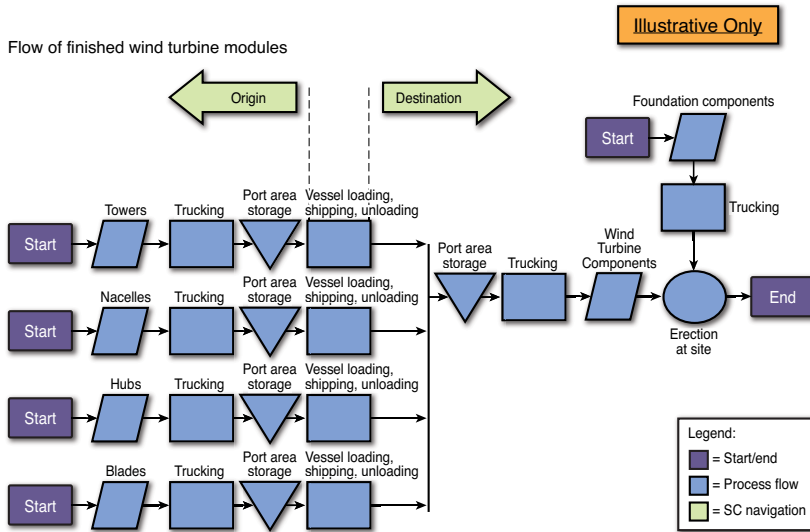 Illustrative Only
Flow of finished wind turbine modules
Origin
Destination
Foundation components
Start
Trucking
Towers
Trucking
Port area
storage
Vessel loading,
shipping, unloading
Start
Nacelles
Trucking
Port area
storage
Vessel loading,
shipping, unloading
Start
Hubs
Trucking
Port area
storage
Vessel loading,
shipping, unloading
Start
Blades
Trucking
Port area
storage
Vessel loading,
shipping, unloading
Start
Port area
storage
Trucking
Wind
Turbine
Components
Erection
at site
End
Legend:
= Start/end
= Process flow
= SC navigation